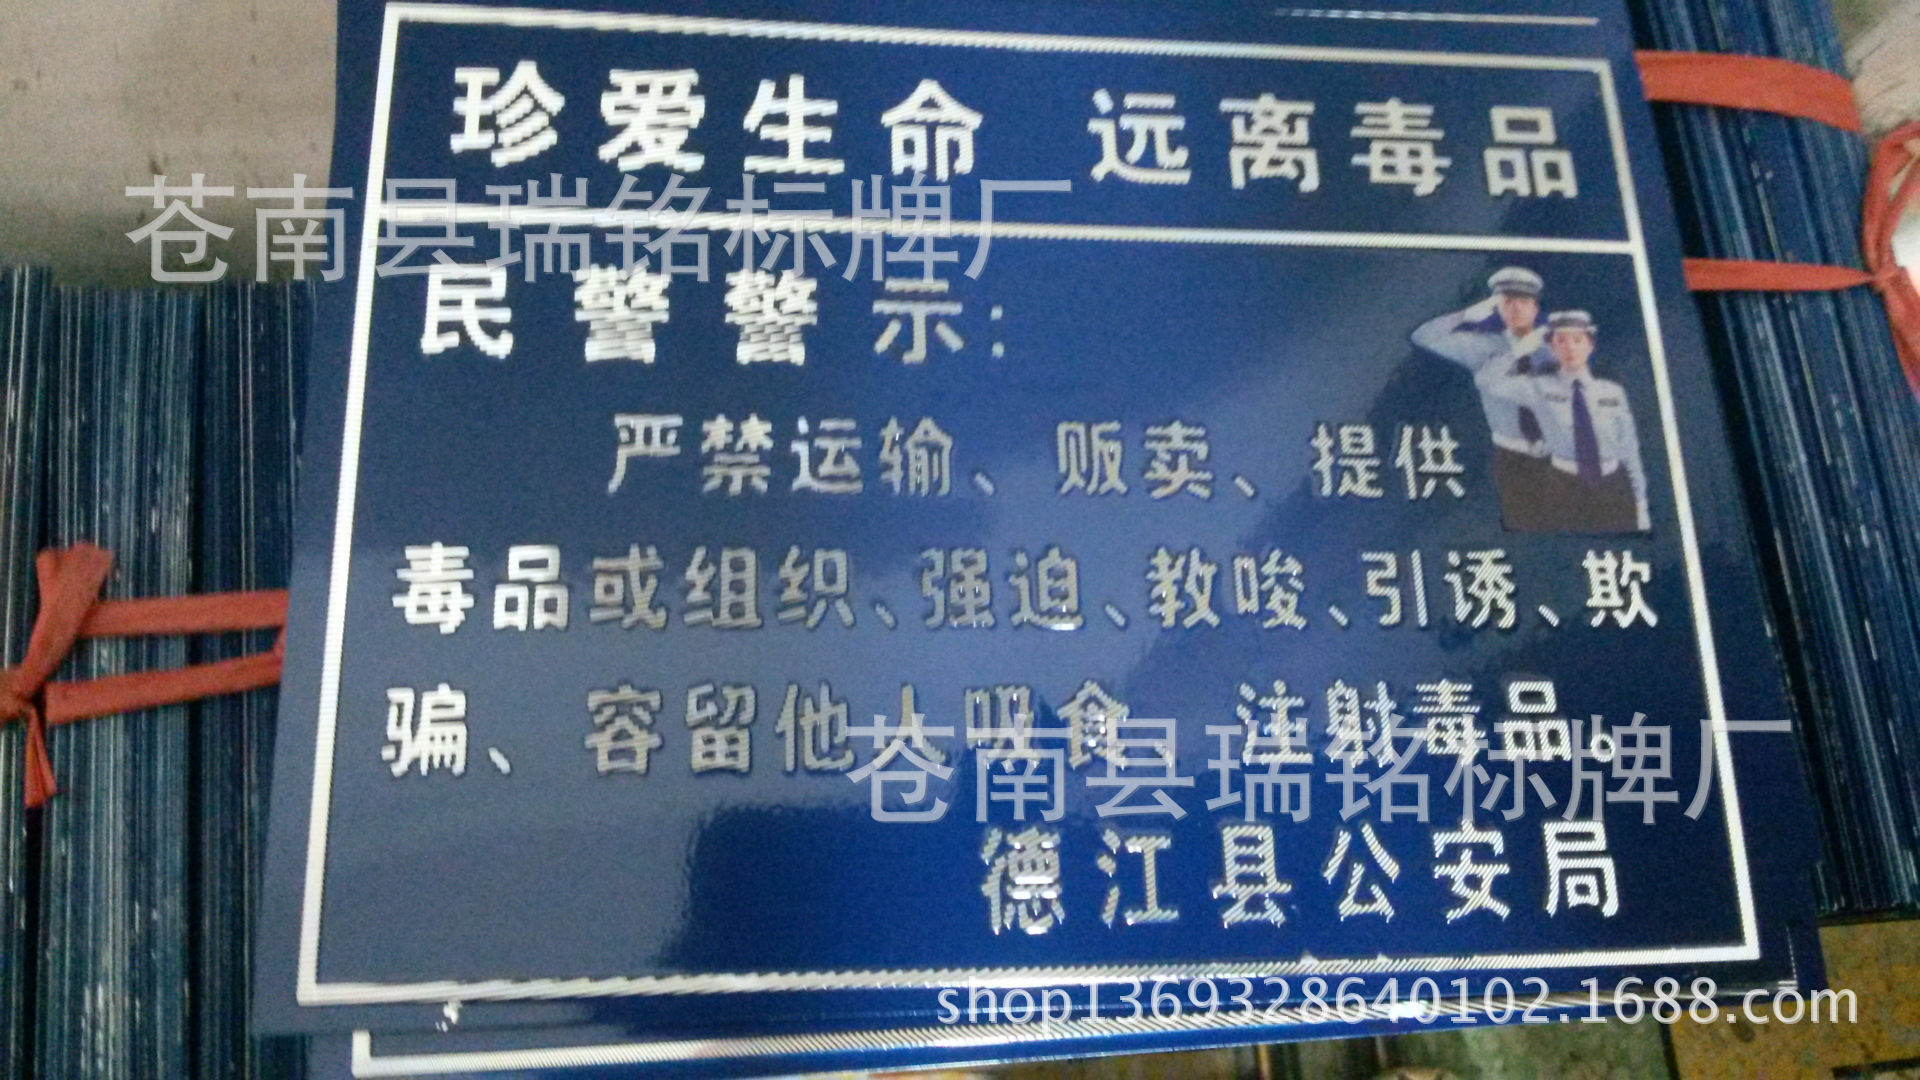 珍爱生命 远离毒品
苍南县瑞铭标牌厂
民警警示:
严禁运输、贩卖、提供
毒品或组织、强迫、教唆、引诱、欺
骗、容留他人吸食、注射毒品。
苍南县瑞铭标牌厂
德江县公安局
shop1369328640102.1688.com